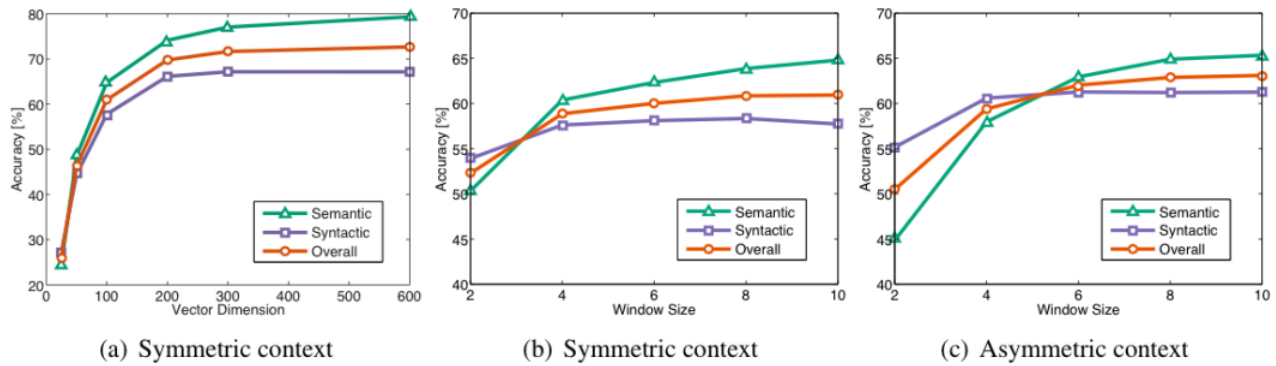 80
70
60
50
40
30
20
Accuracy [%]
Semantic
Syntactic
Overall
0 100 200 300 400 500 600
Vector Dimension
(a) Symmetric context
70
65
60
55
50
45
40
Accuracy [%]
Semantic
Syntactic
Overall
2 4 6 8 10
Window Size
(b) Symmetric context
70
65
60
55
50
45
40
Accuracy [%]
Semantic
Syntactic
Overall
2 4 6 8 10
Window Size
(c) Asymmetric context